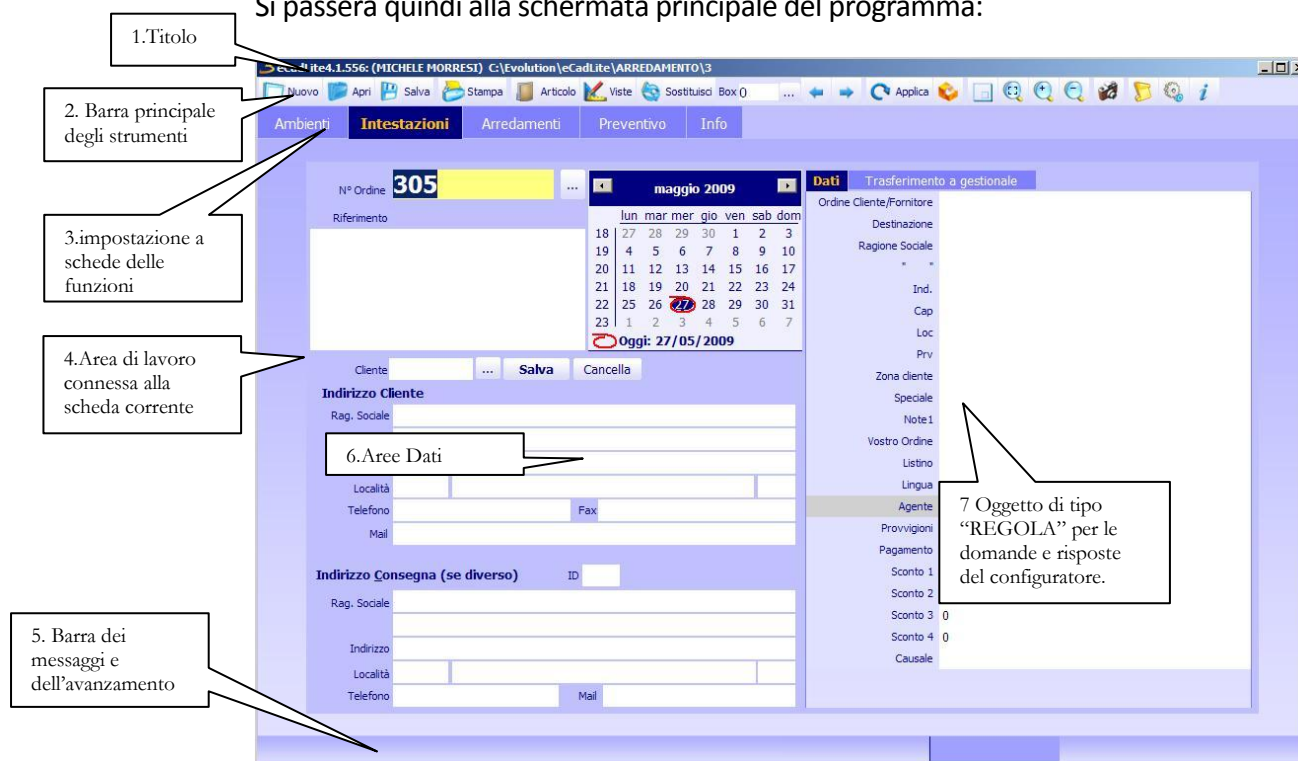 Si passerà quindi alla schermata principale del programma:
1.Titolo
eCadLite4.1.556: (MICHELE MORRESI) C:\Evolution\eCadLite\ARREDAMENTO\3
Nuovo Apri Salva Stampa Articolo Viste Sostituisci Box () ... Applica
2. Barra principale
degli strumenti
Ambienti Intestazioni Arredamenti Preventivo Info
N° Ordine 305 ...
maggio 2009
Dati Trasferimento a gestionale
Riferimento
lun mar mer gio ven sab dom
18 27 28 29 30 1 2 3
19 4 5 6 7 8 9 10
20 11 12 13 14 15 16 17
21 18 19 20 21 22 23 24
22 25 26 27 28 29 30 31
23 1 2 3 4 5 6 7
Oggi: 27/05/2009
3.impostazione a
schede delle
funzioni
4.Area di lavoro
connessa alla
scheda corrente
Cliente ... Salva Cancella
Indirizzo Cliente
Rag. Sociale
6.Aree Dati
Località
Telefono Fax
Mail
Indirizzo Consegna (se diverso) ID
Rag. Sociale
Indirizzo
Località
Telefono Mail
5. Barra dei
messaggi e
dell'avanzamento
Ordine Cliente/Fornitore
Destinazione
Ragione Sociale
" "
Ind.
Cap
Loc
Prv
Zona cliente
Speciale
Note1
Vostro Ordine
Listino
Lingua
Agente
Provvigioni
Pagamento
Sconto 1
Sconto 2
Sconto 3 0
Sconto 4 0
Causale
7 Oggetto di tipo
“REGOLA” per le
domande e risposte
del configuratore.